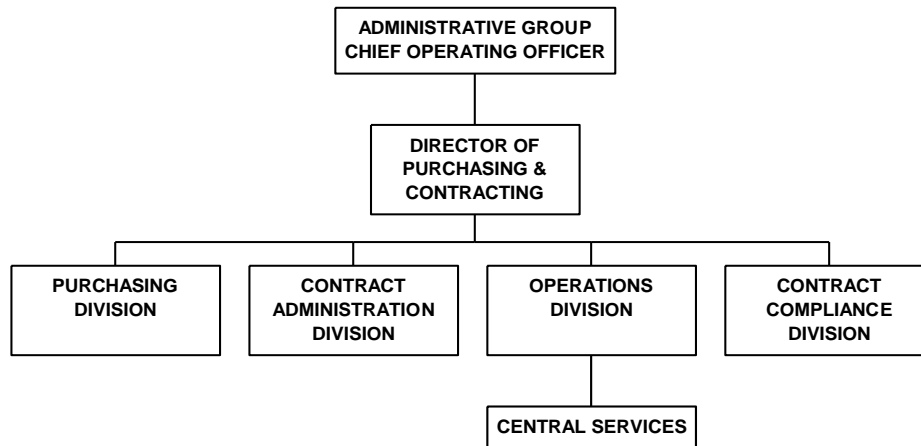 ADMINISTRATIVE GROUP
CHIEF OPERATING OFFICER
DIRECTOR OF
PURCHASING &
CONTRACTING
PURCHASING
DIVISION
CONTRACT
ADMINISTRATION
DIVISION
OPERATIONS
DIVISION
CONTRACT
COMPLIANCE
DIVISION
CENTRAL SERVICES